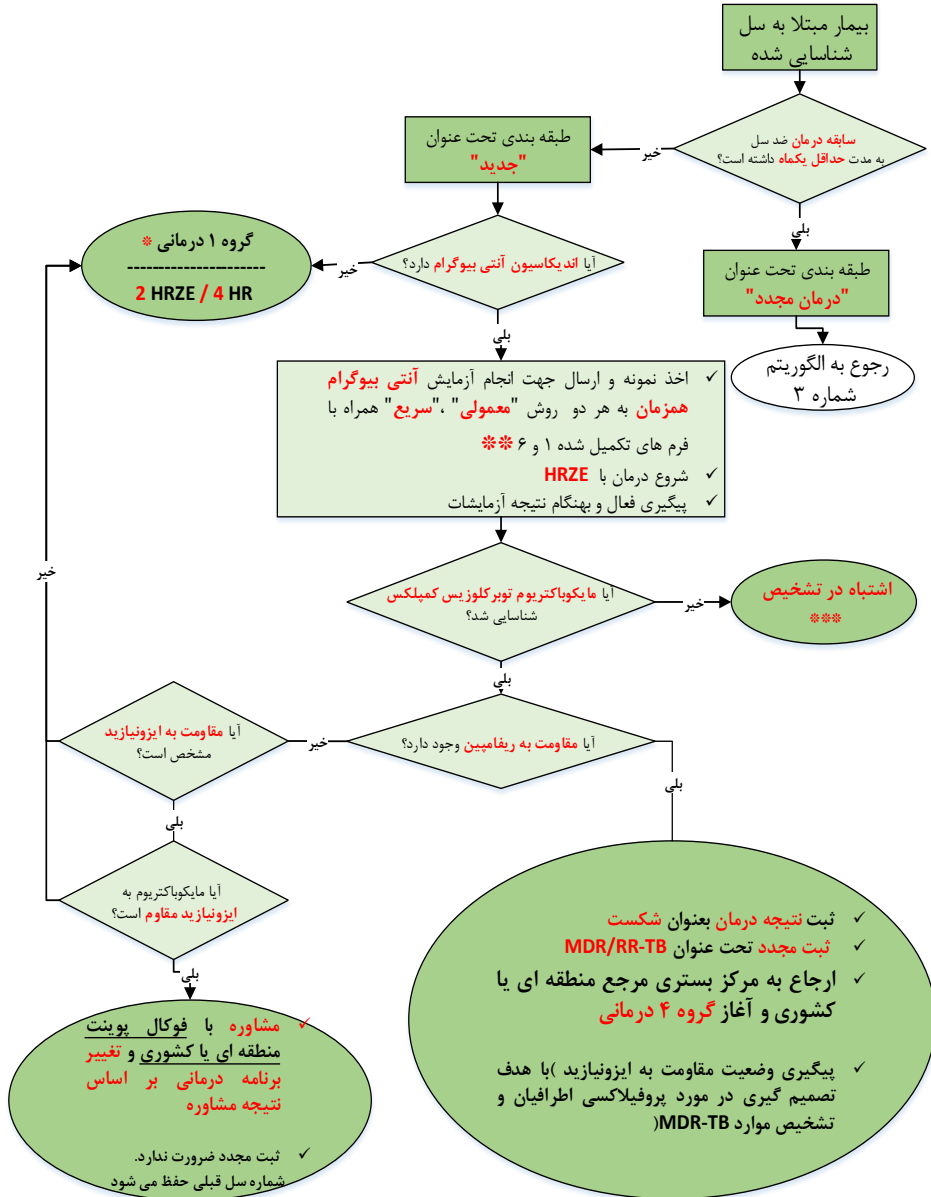 بیمار مبتلا به سل
شناسایی شده
سابقه درمان ضد سل
به مدت حداقل یکماه داشته است؟
خیر
طبقه بندی تحت عنوان
"جدید"
بلی
طبقه بندی تحت عنوان
"درمان مجدد"
رجوع به الگوریتم
شماره ۳
آیا اندیکاسیون آنتی بیوگرام دارد؟
خیر
گروه ۱ درمانی *
----------------------
2 HRZE / 4 HR
بلی
✓ اخذ نمونه و ارسال جهت انجام آزمایش آنتی بیوگرام
همزمان به هر دو روش "معمولی" ،"سریع" همراه با
فرم های تکمیل شده ۱ و ۶ **
✓ شروع درمان با HRZE
✓ پیگیری فعال و بهنگام نتیجه آزمایشات
آیا مایکوباکتریوم توبرکلوزیس کمپلکس
شناسایی شد؟
خیر
اشتباه در تشخیص
***
بلی
آیا مقاومت به ریفامپین وجود دارد؟
خیر
آیا مقاومت به ایزونیازید
مشخص است؟
خیر
بلی
بلی
آیا مایکوباکتریوم به
ایزونیازید مقاوم است؟
بلی
✓ ثبت نتیجه درمان بعنوان شکست
✓ ثبت مجدد تحت عنوان MDR/RR-TB
✓ ارجاع به مرکز بستری مرجع منطقه ای یا
کشوری و آغاز گروه ۴ درمانی
✓ پیگیری وضعیت مقاومت به ایزونیازید )با هدف
تصمیم گیری در مورد پروفیلاکسی اطرافیان و
تشخیص موارد MDR-TB(
✓ مشاوره با فوکال پوینت
منطقه ای یا کشوری و تغییر
برنامه درمانی بر اساس
نتیجه مشاوره
✓ ثبت مجدد ضرورت ندارد.
شماره سل قبلی حفظ می شود